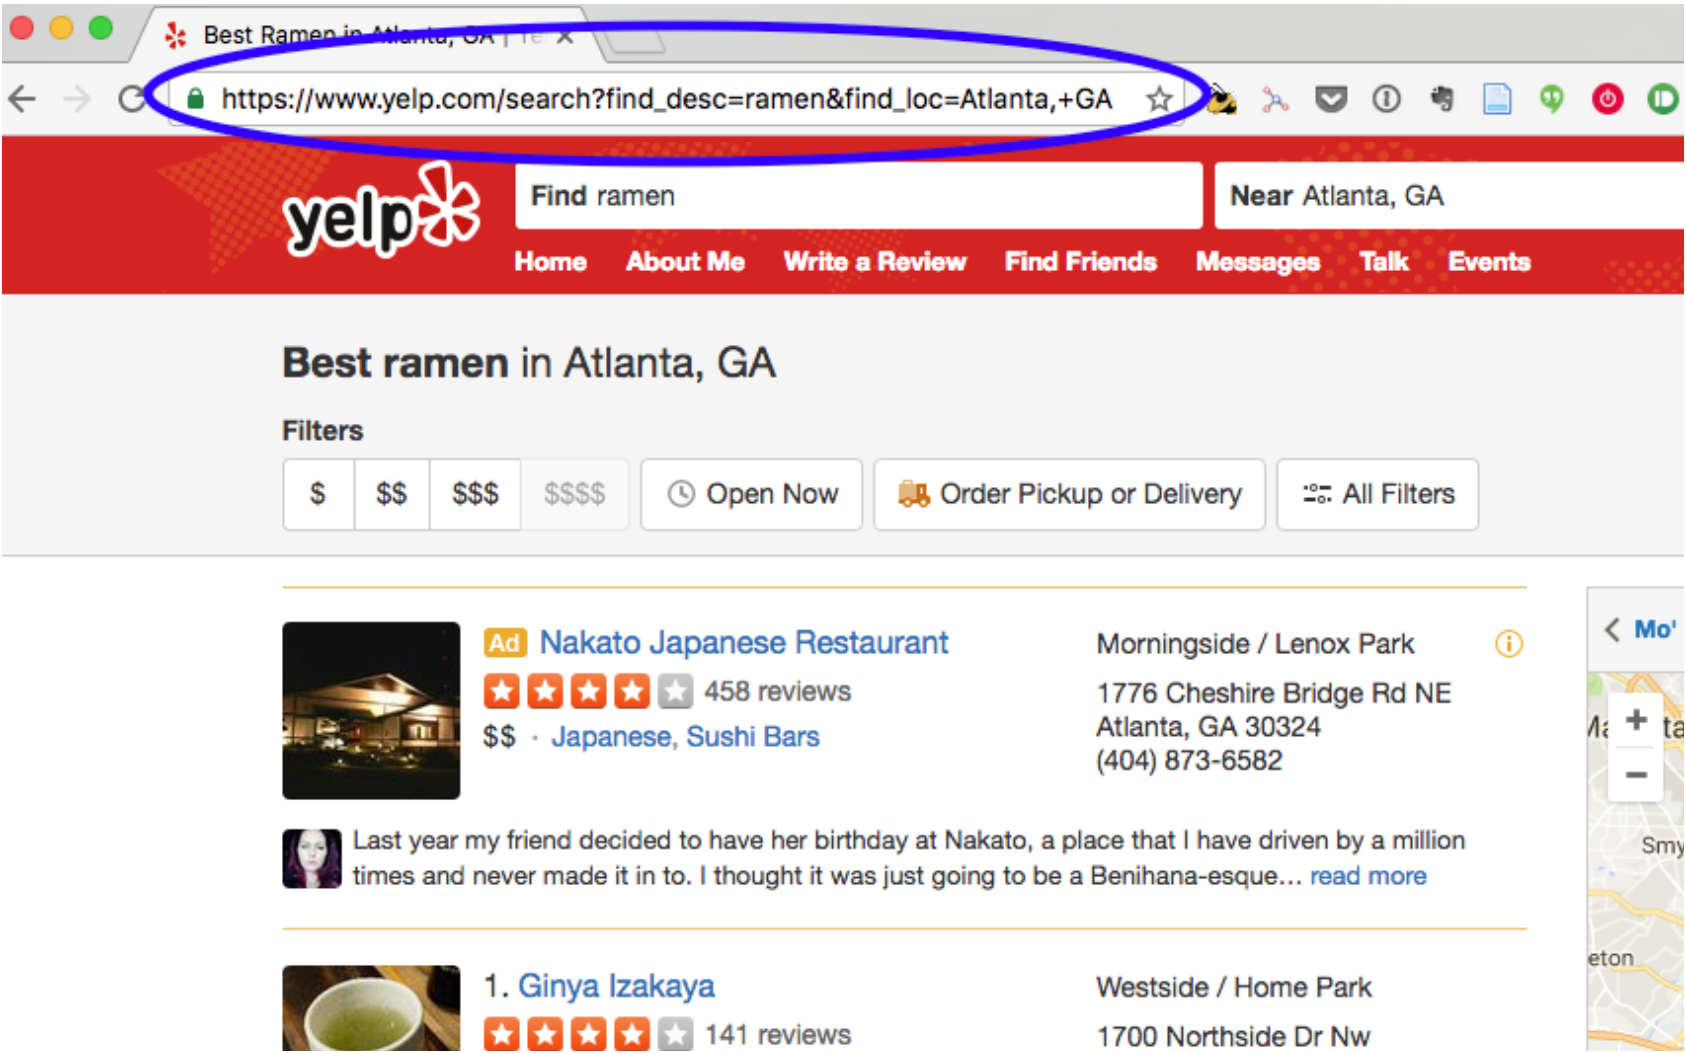 Best Ramen in Atlanta, GA | Yel
https://www.yelp.com/search?find_desc=ramen&find_loc=Atlanta,+GA
yelp
Find ramen
Near Atlanta, GA
Home About Me Write a Review Find Friends Messages Talk Events
Best ramen in Atlanta, GA
Filters
$ $$ $$$ $$$$ Open Now Order Pickup or Delivery All Filters
Ad Nakato Japanese Restaurant
458 reviews
$$ · Japanese, Sushi Bars
Morningside / Lenox Park
1776 Cheshire Bridge Rd NE
Atlanta, GA 30324
(404) 873-6582
Mo'
Last year my friend decided to have her birthday at Nakato, a place that I have driven by a million
times and never made it in to. I thought it was just going to be a Benihana-esque... read more
+
−
Smy
eton
1. Ginya Izakaya
141 reviews
Westside / Home Park
1700 Northside Dr Nw